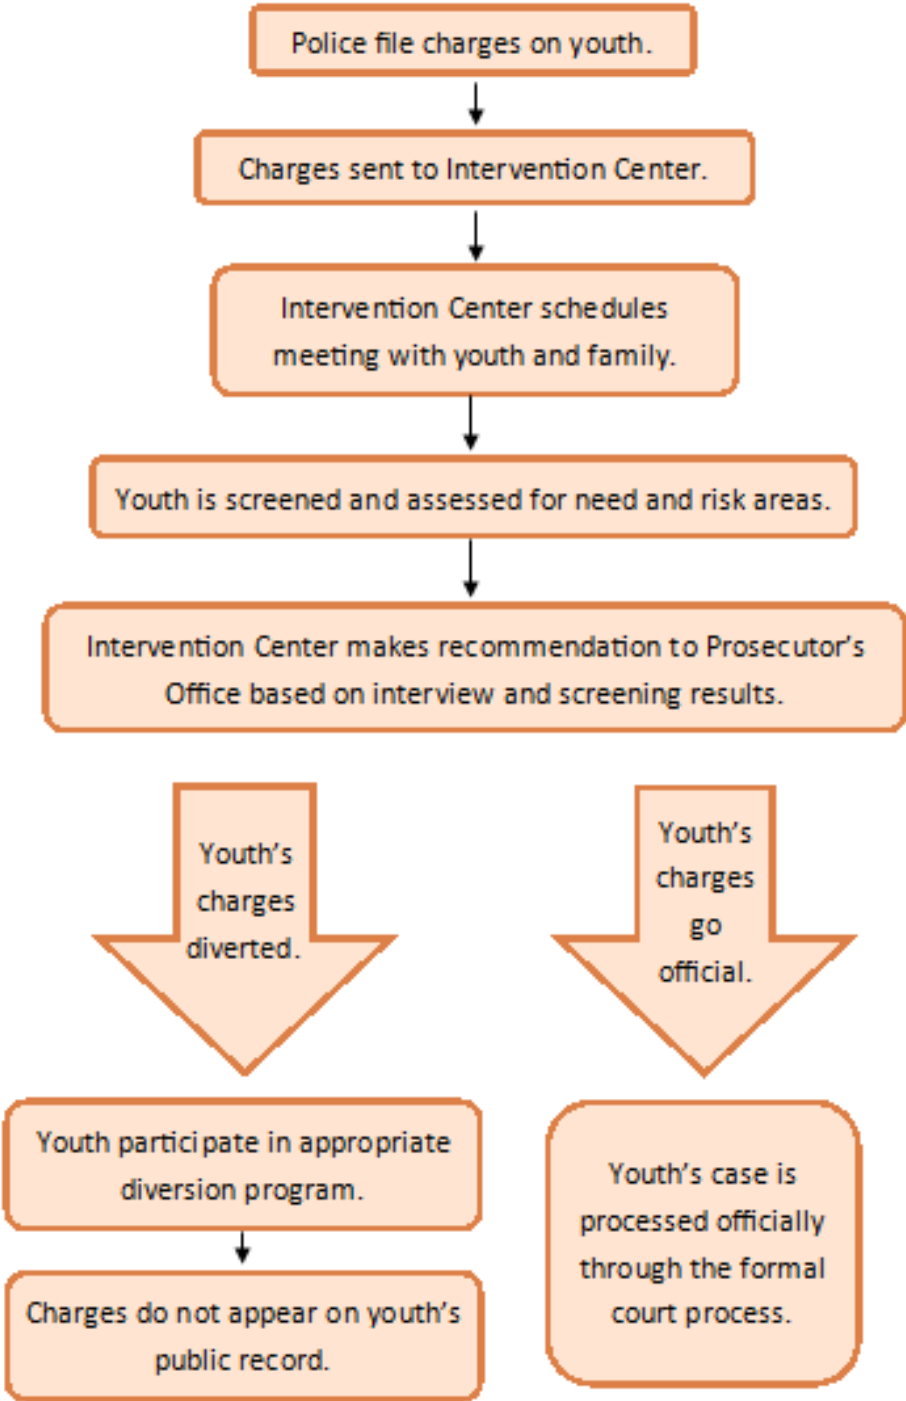 Police file charges on youth.
Charges sent to Intervention Center.
Intervention Center schedules
meeting with youth and family.
Youth is screened and assessed for need and risk areas.
Intervention Center makes recommendation to Prosecutor's
Office based on interview and screening results.
Youth's
charges
diverted.
Youth's
charges
go
official.
Youth participate in appropriate
diversion program.
Charges do not appear on youth's
public record.
Youth's case is
processed officially
through the formal
court process.